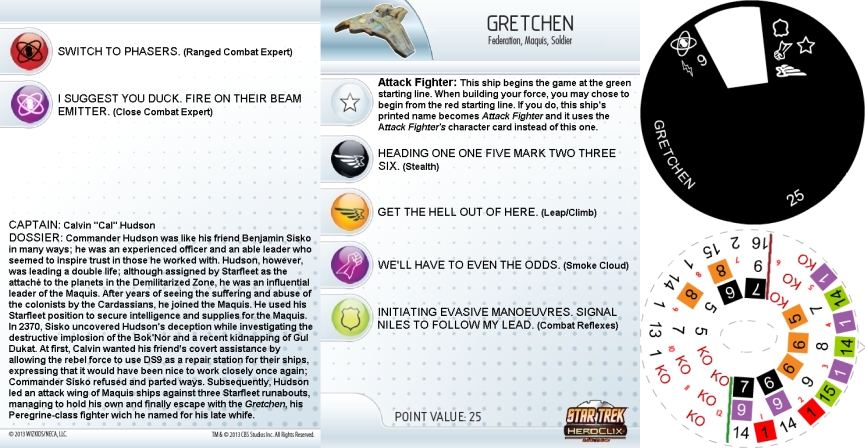 SWITCH TO PHASERS. (Ranged Combat Expert)
I SUGGEST YOU DUCK. FIRE ON THEIR BEAM
EMITTER. (Close Combat Expert)
CAPTAIN: Calvin "Cal" Hudson
DOSSIER: Commander Hudson was like his friend Benjamin Sisko
in many ways; he was an experienced officer and an able leader who
seemed to inspire trust in those he worked with. Hudson, however,
was leading a double life; although assigned by Starfleet as the
attaché to the planets in the Demilitarized Zone, he was an influential
leader of the Maquis. After years of seeing the suffering and abuse of
the colonists by the Cardassians, he joined the Maquis. He used his
Starfleet position to secure intelligence and supplies for the Maquis.
In 2370, Sisko uncovered Hudson's deception while investigating the
destructive implosion of the Bok'Nor and a recent kidnapping of Gul
Dukat. At first, Calvin wanted his friend's covert assistance by
allowing the rebel force to use DS9 as a repair station for their ships,
expressing that it would have been nice to work closely once again;
Commander Sisko refused and parted ways. Subsequently, Hudson
led an attack wing of Maquis ships against three Starfleet runabouts,
managing to hold his own and finally escape with the Gretchen, his
Peregrine-class fighter wich he named for his late whife.
© 2013 WIZKIDS/NECA, LLC.
TM & © 2013 CBS Studios Inc. All Rights Reserved.
GRETCHEN
Federation, Maquis, Soldier
Attack Fighter: This ship begins the game at the green
starting line. When building your force, you may chose to
begin from the red starting line. If you do, this ship's
printed name becomes Attack Fighter and it uses the
Attack Fighter's character card instead of this one.
HEADING ONE ONE FIVE MARK TWO THREE
SIX. (Stealth)
GET THE HELL OUT OF HERE. (Leap/Climb)
WE'LL HAVE TO EVEN THE ODDS. (Smoke Cloud)
INITIATING EVASIVE MANOEUVRES. SIGNAL
NILES TO FOLLOW MY LEAD. (Combat Reflexes)
POINT VALUE: 25
STAR TREK
HEROCLIX
9
GRETCHEN
25
16 2 15 1 14 1 13
9 8 8 7
7 6 5 5
KO KO KO KO KO KO KO KO
5 6 6 6 7
7 8 8 9 9 9
1 14 1 14 1 15 1 14 1 14